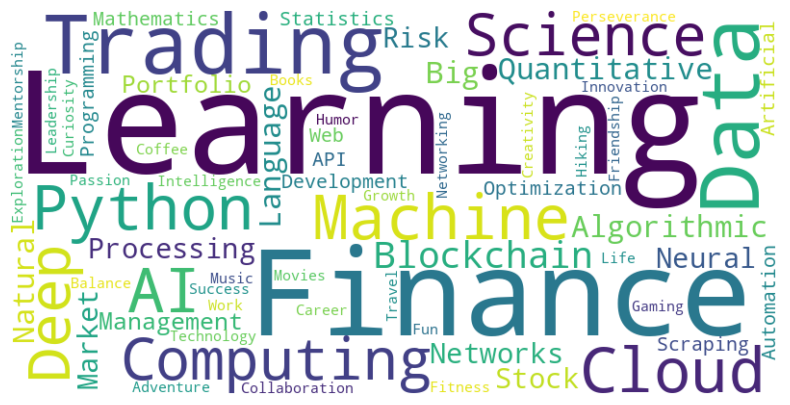 Mathematics
Statistics
Perseverance
Trading
Risk
Science
Data
Artificial
Mentorship
Leadership
Curiosity
Programming
Portfolio
Books
Big
Quantitative
Innovation
Learning
Coffee
Humor
Web
API
Language
Networking
Creativity
Hiking
Friendship
Exploration
Passion
Intelligence
Development
Growth
Optimization
Python
Machine
Algorithmic
Natural
Deep
Processing
Blockchain
Life
Neural
Automation
AI
Balance
Music
Success
Work
Movies
Finance
Travel
Career
Gaming
Market
Management
Technology
Fun
Scraping
Computing
Networks
Cloud
Stock
Adventure
Collaboration
Fitness